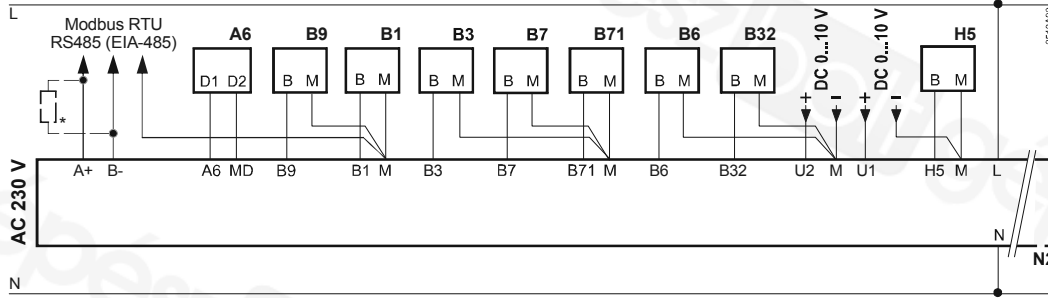 L
Modbus RTU
RS485 (EIA-485)
A6 B9 B1 B3 B7 B71 B6 B32 DC 0...10 V DC 0...10 V H5
D1 D2 B M B M B M B M B M B M B M + - + - B M
*
A+ B- A6 MD B9 B1 M B3 B7 B71 M B6 B32 U2 M U1 H5 M L
AC 230 V
N
N2
N